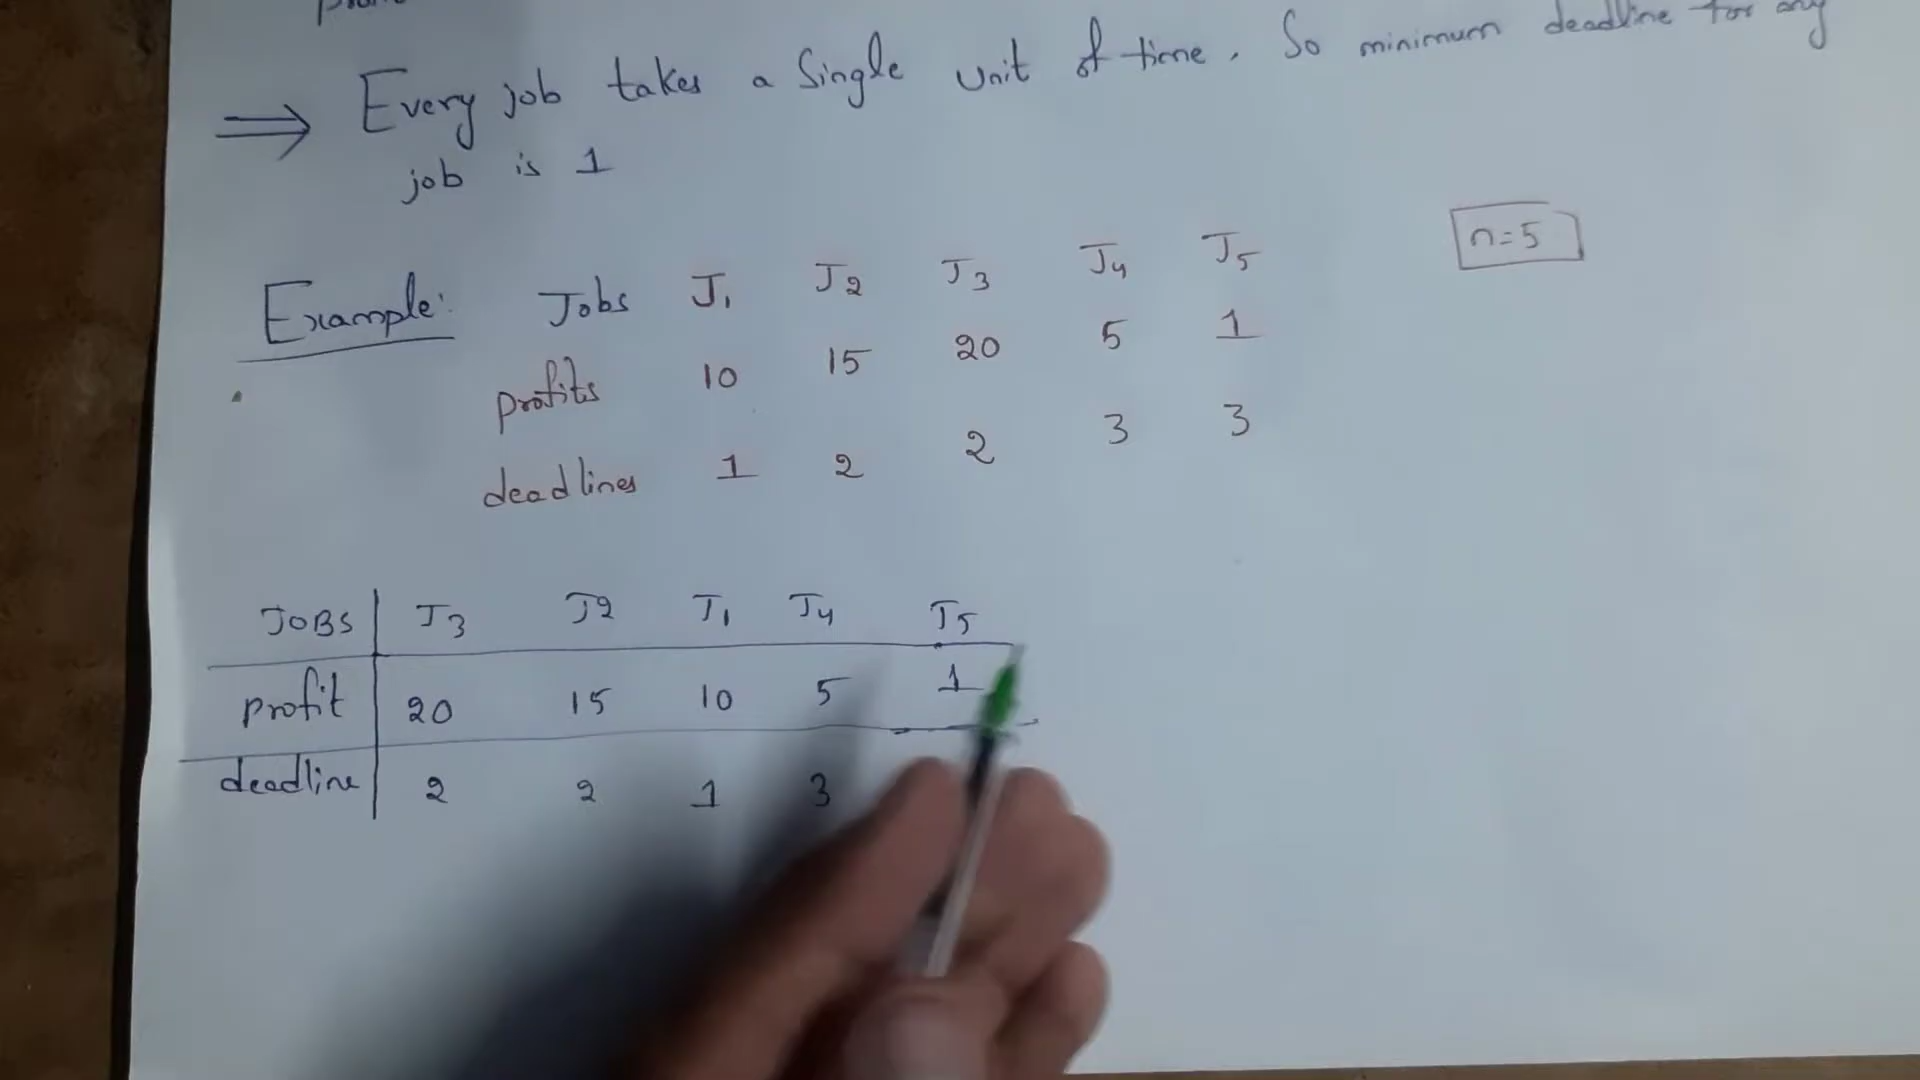 ⟹ Every job takes a Single unit of time. So minimum deadline for any
job is 1
n=5
Example: Jobs J1 J2 J3 J4 J5
profits 10 15 20 5 1
deadlines 1 2 2 3 3
JOBS J3 J2 J1 J4 J5
profit 20 15 10 5 1
deadline 2 2 1 3